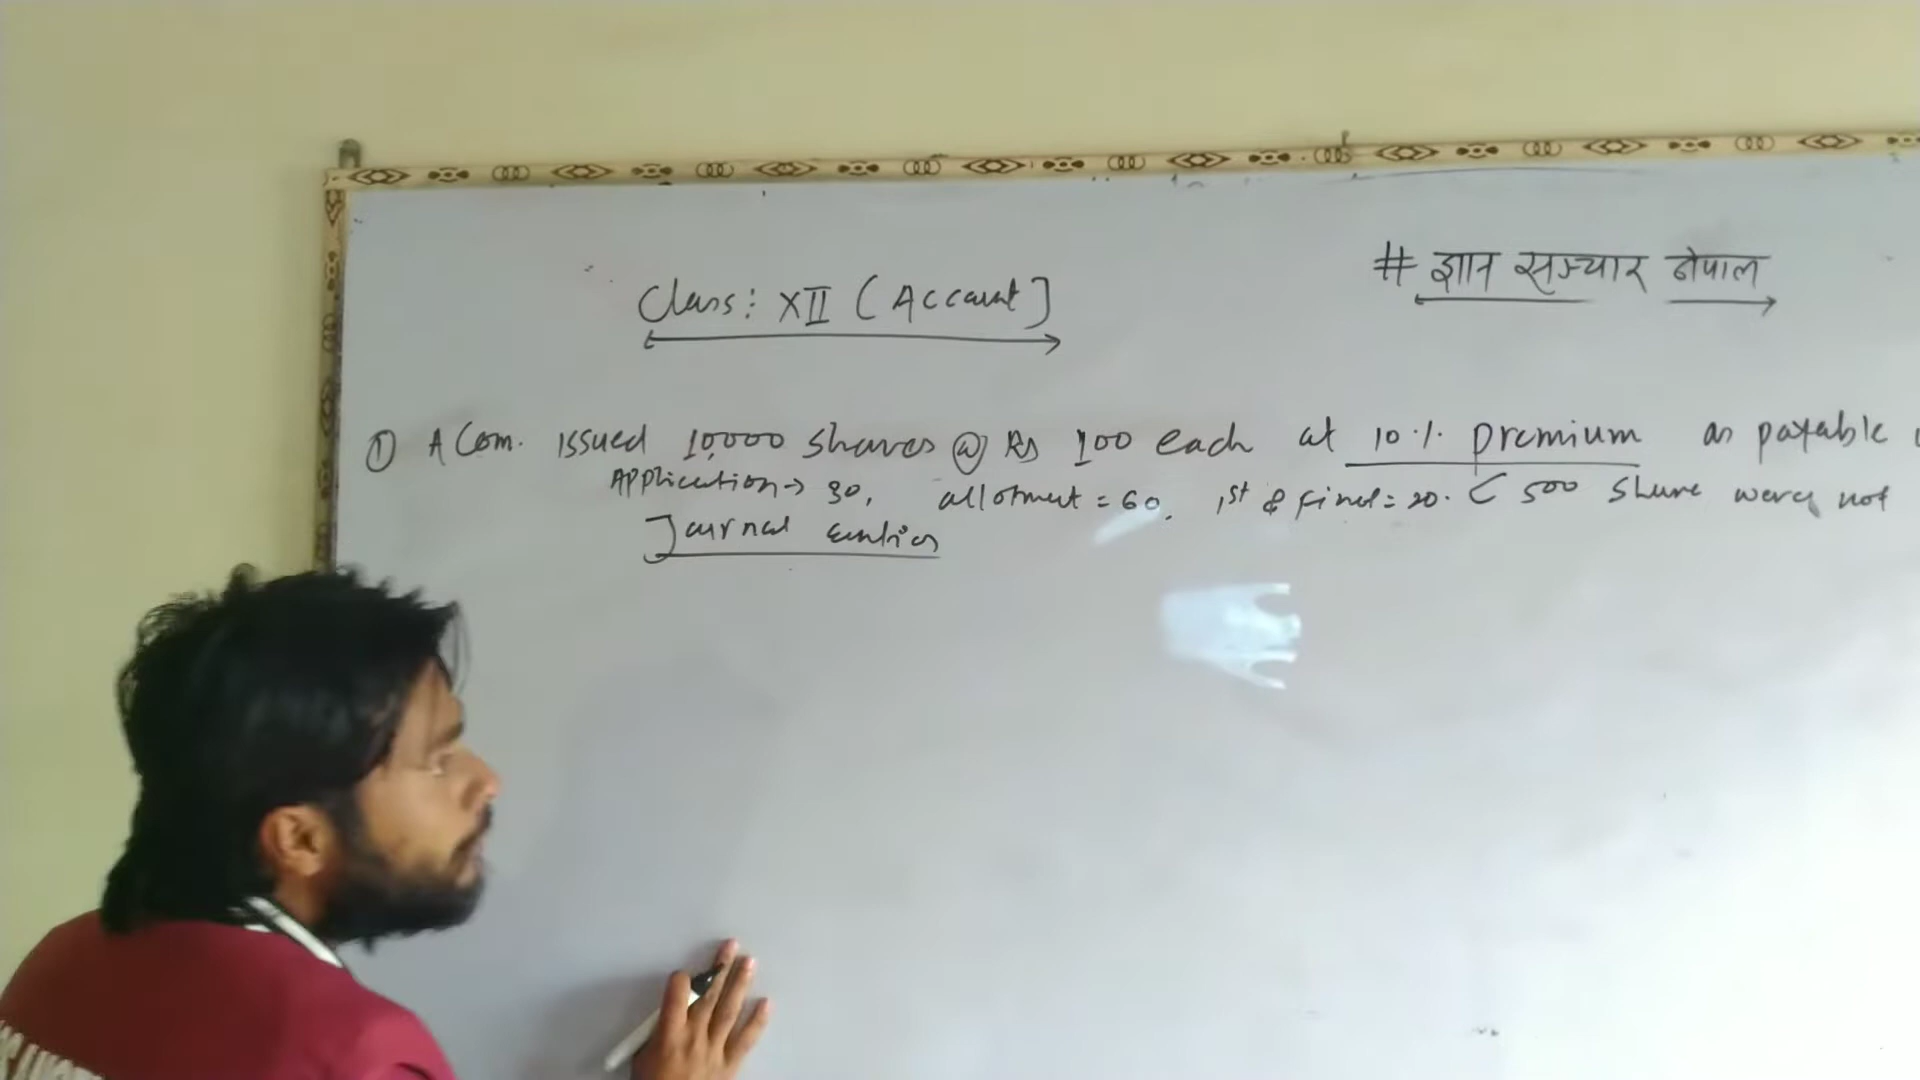 # ज्ञान सञ्चार नेपाल
Class: XII (Account]
① A Com. issued 10,000 shares @ Rs 100 each at 10% premium as payable
Application → 30, allotment = 60, 1st & final = 20. ( 500 share were not
Journal entries